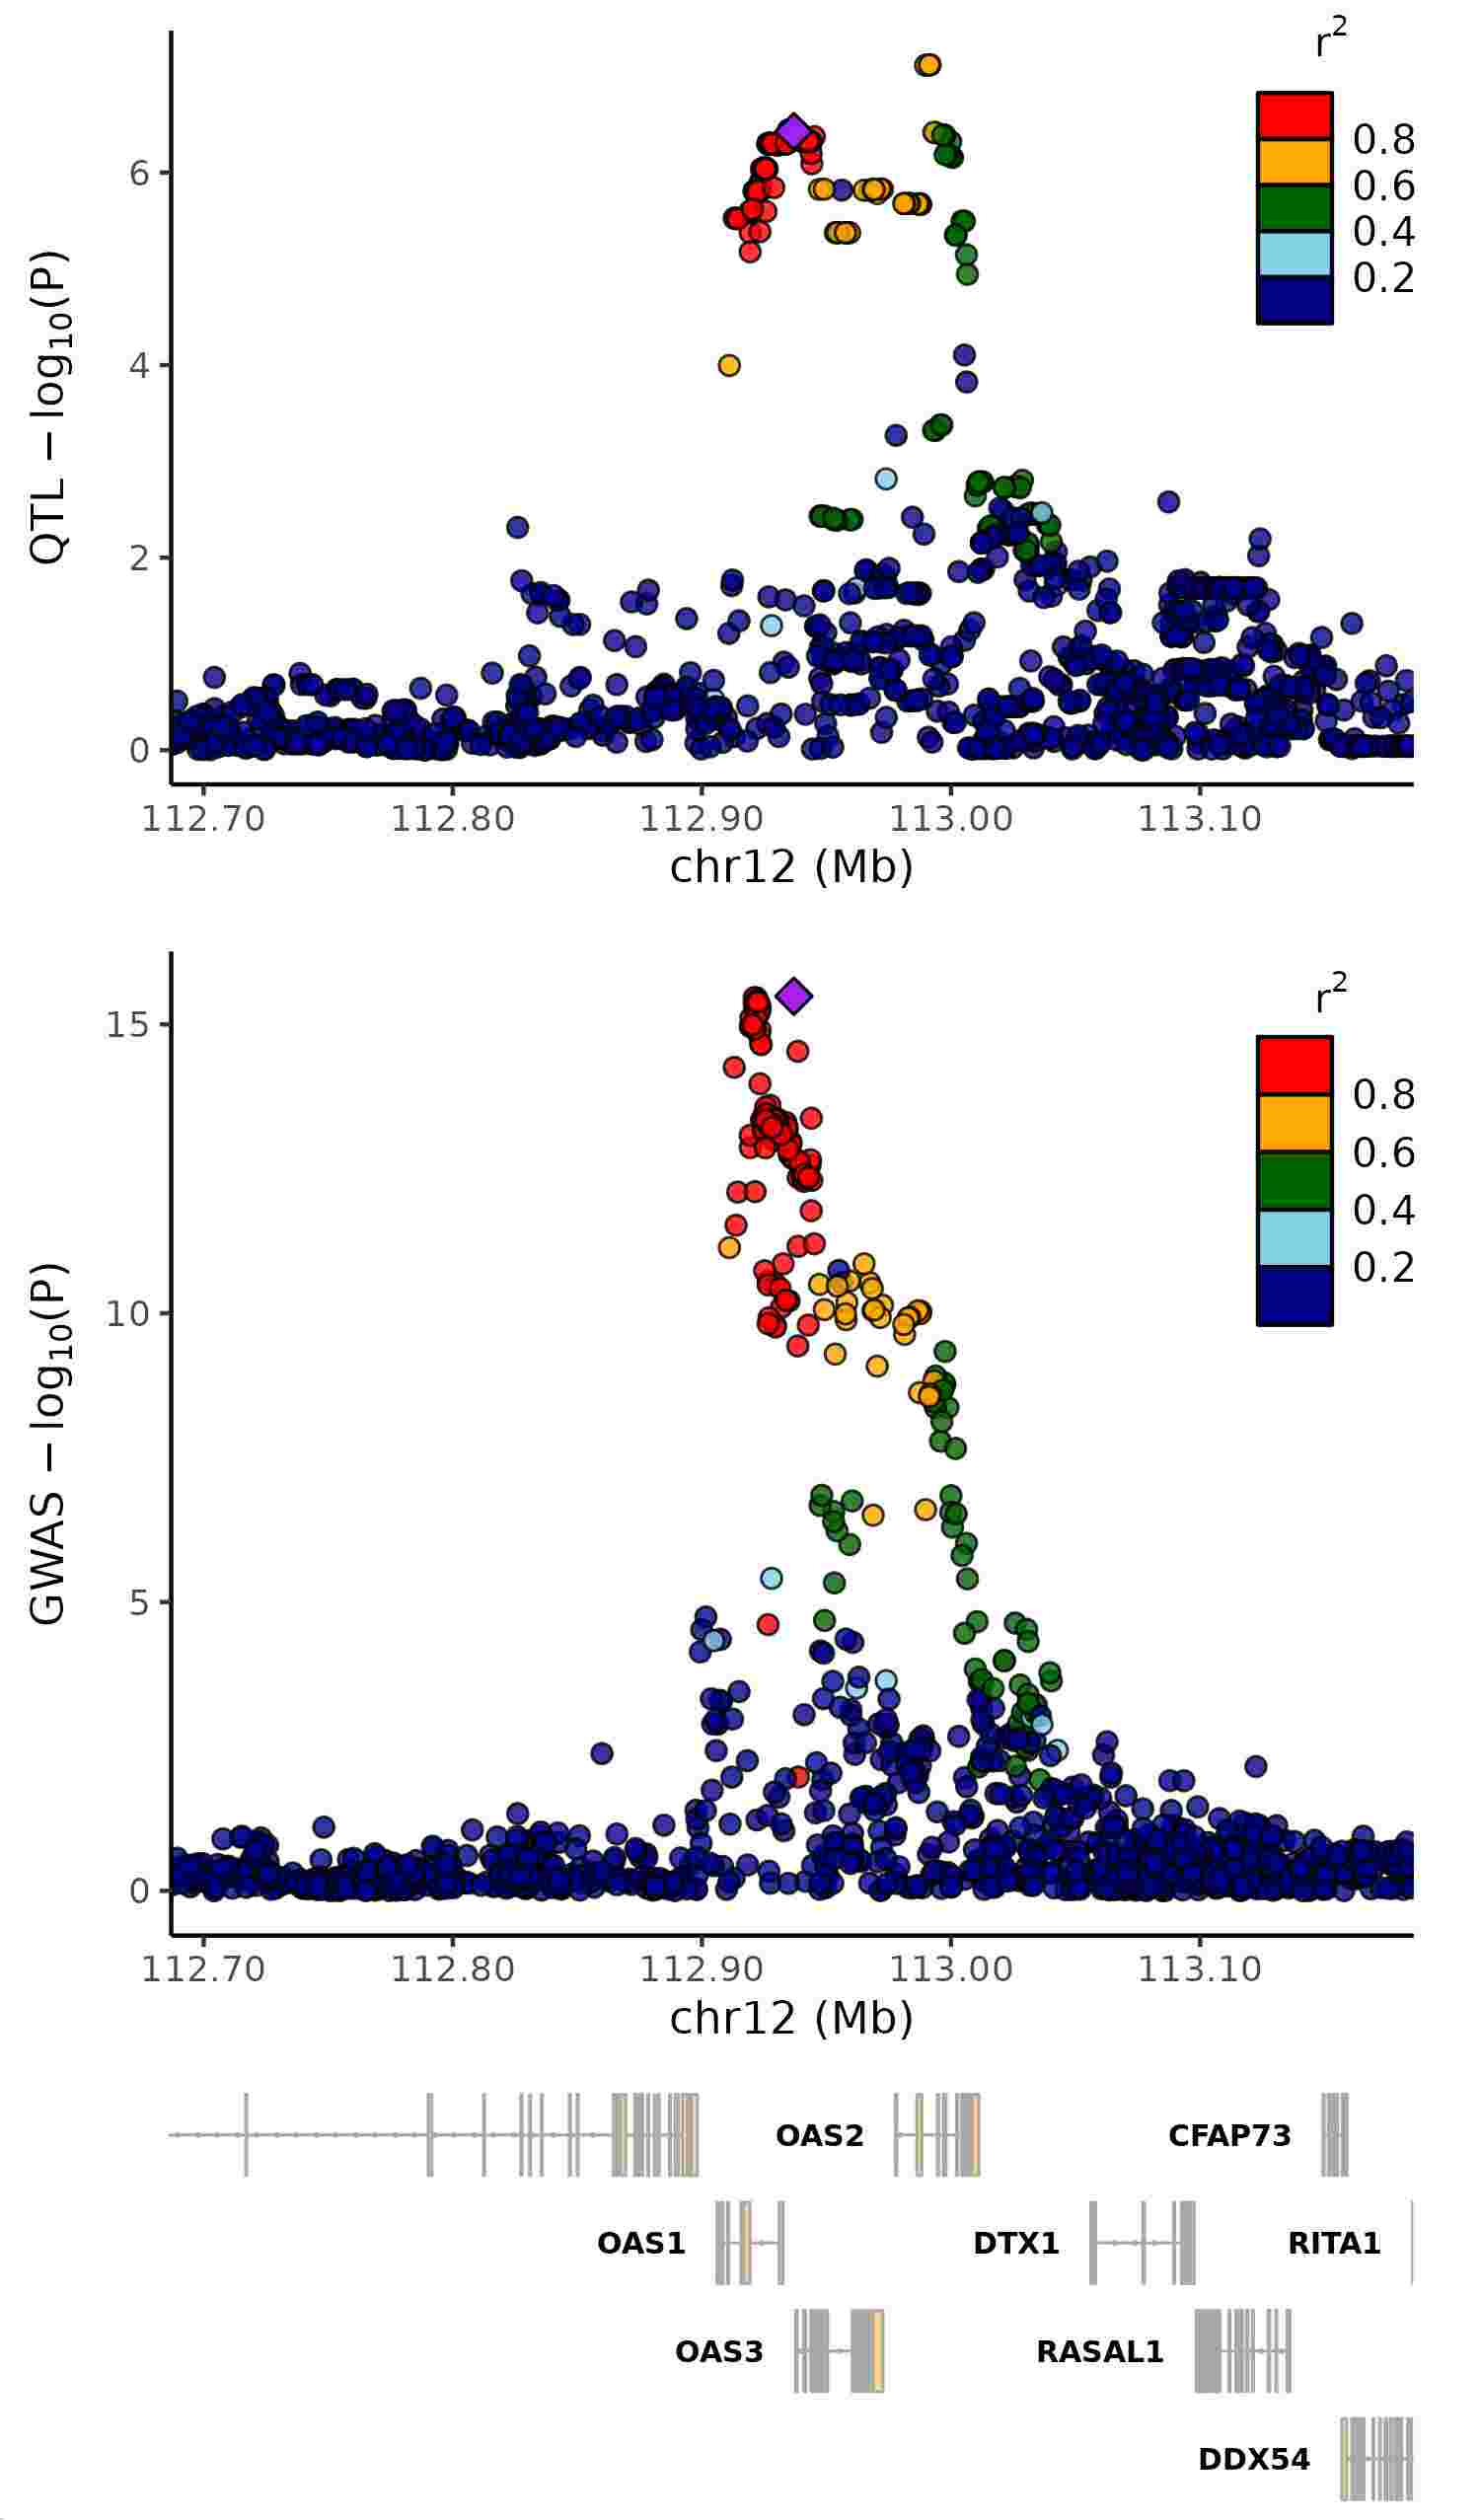 r²
0.8
0.6
0.4
0.2
6
4
2
0
QTL −log₁₀(P)
112.70 112.80 112.90 113.00 113.10
chr12 (Mb)
r²
0.8
0.6
0.4
0.2
15
10
5
0
GWAS −log₁₀(P)
112.70 112.80 112.90 113.00 113.10
chr12 (Mb)
OAS2 CFAP73
OAS1 DTX1 RITA1
OAS3 RASAL1
DDX54